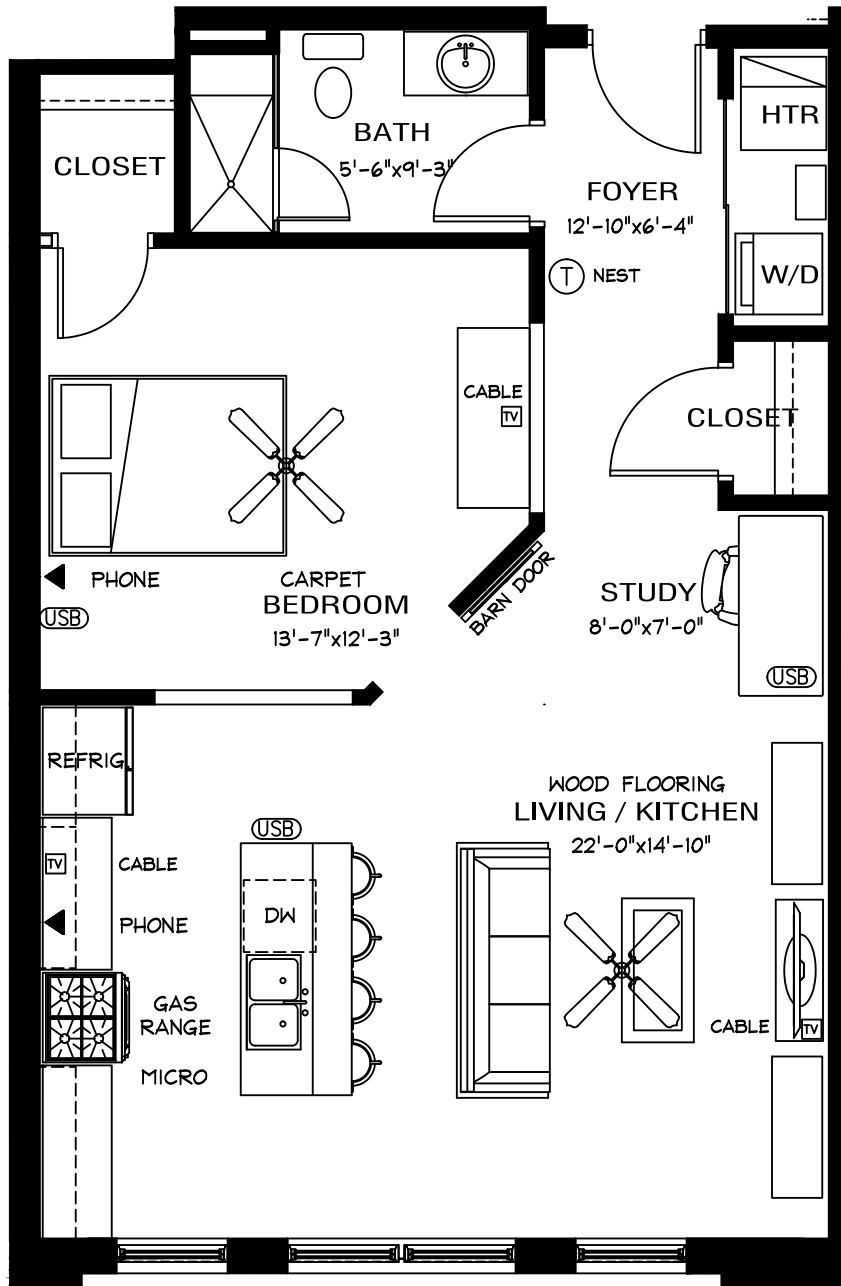 BATH
5'-6"x9'-3"
HTR
CLOSET
FOYER
12'-10"x6'-4"
T NEST
W/D
CABLE
TV
CLOSET
PHONE
USB
CARPET
BEDROOM
13'-7"x12'-3"
BARN DOOR
STUDY
8'-0"x7'-0"
USB
REFRIG
WOOD FLOORING
LIVING / KITCHEN
22'-0"x14'-10"
USB
TV CABLE
PHONE
DW
GAS
RANGE
MICRO
CABLE TV